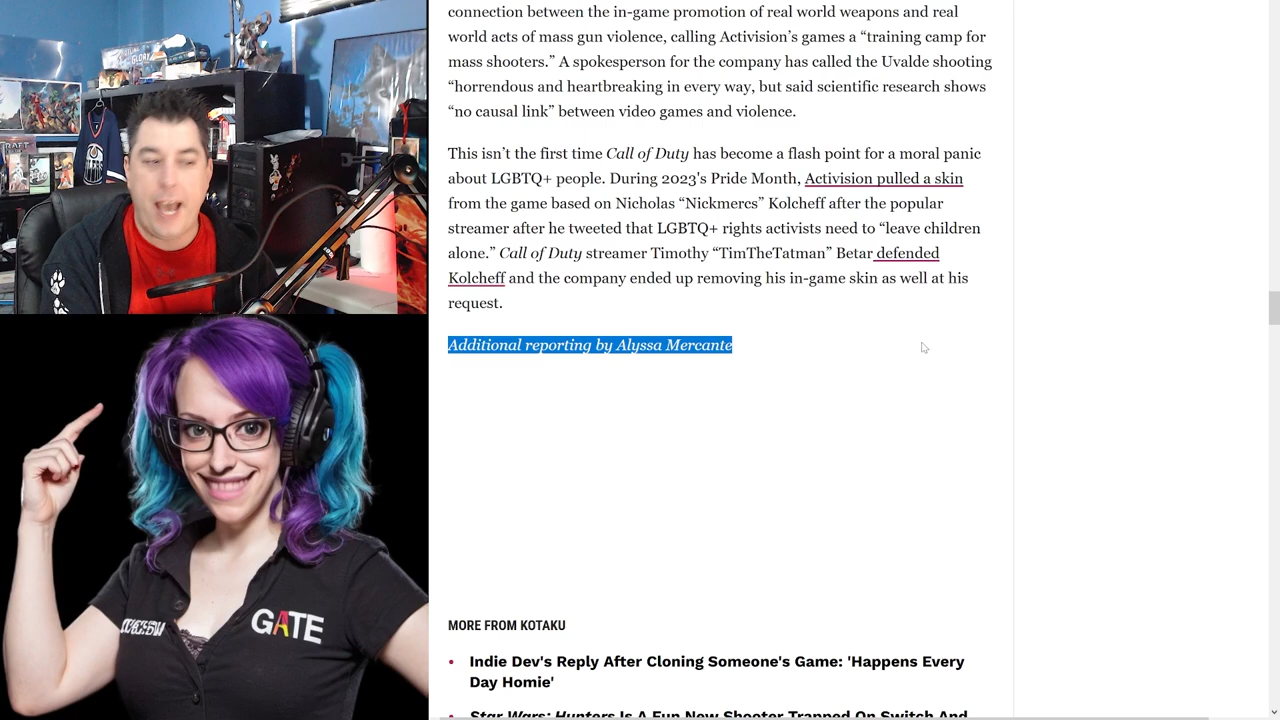 connection between the in-game promotion of real world weapons and real
world acts of mass gun violence, calling Activision’s games a “training camp for
mass shooters.” A spokesperson for the company has called the Uvalde shooting
“horrendous and heartbreaking in every way, but said scientific research shows
“no causal link” between video games and violence.
This isn’t the first time Call of Duty has become a flash point for a moral panic
about LGBTQ+ people. During 2023's Pride Month, Activision pulled a skin
from the game based on Nicholas “Nickmercs” Kolcheff after the popular
streamer after he tweeted that LGBTQ+ rights activists need to “leave children
alone.” Call of Duty streamer Timothy “TimTheTatman” Betar defended
Kolcheff and the company ended up removing his in-game skin as well at his
request.
Additional reporting by Alyssa Mercante
MORE FROM KOTAKU
• Indie Dev's Reply After Cloning Someone's Game: 'Happens Every
Day Homie'
• Star Wars: Hunters Is A Fun New Shooter Trapped On Switch And
GATE
GLORY